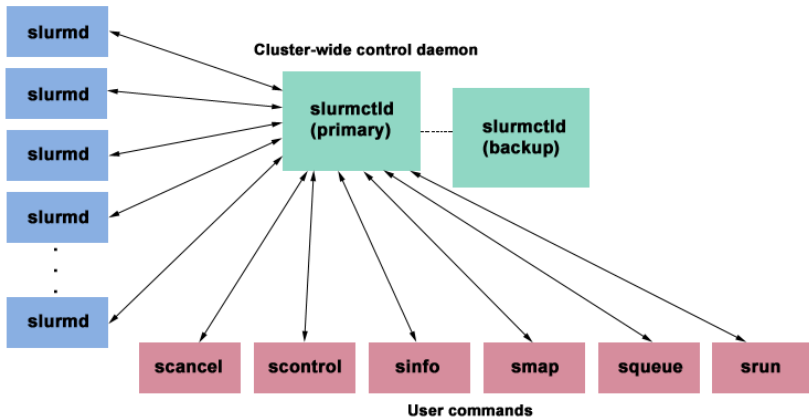 slurmd
slurmd
slurmd
slurmd
slurmd
Cluster-wide control daemon
slurmctld
(primary)
slurmctld
(backup)
scancel
scontrol
sinfo
smap
squeue
srun
User commands